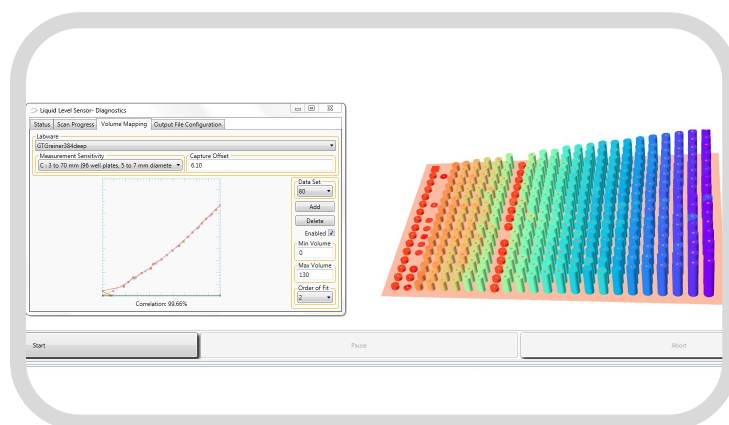 Liquid Level Sensor- Diagnostics
Status Scan Progress Volume Mapping Output File Configuration
Labware
GTGreiner384deep
Measurement Sensitivity Capture Offset
C : 3 to 70 mm (96 well plates, 5 to 7 mm diamete 6.10
Data Set
80
Add
Delete
Enabled
Min Volume
0
Max Volume
130
Order of Fit
2
Correlation: 99.66%
Start Pause Abort